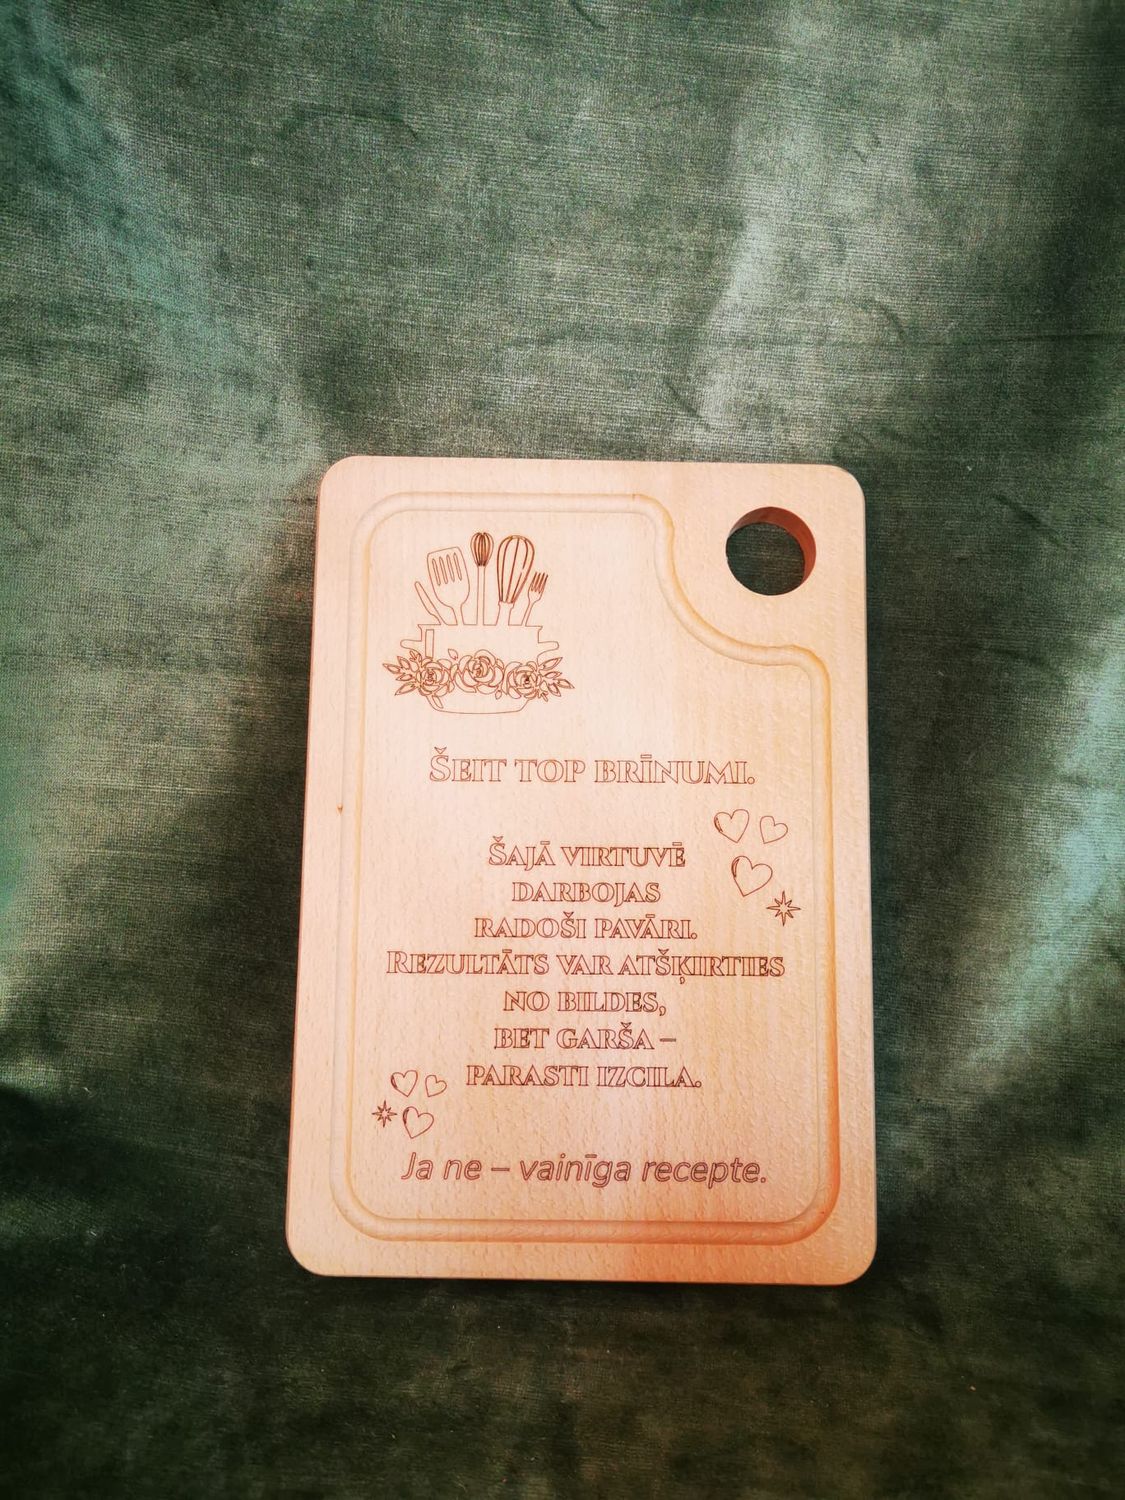 Šeit top brīnumi.
Šajā virtuvē
darbojas
radoši pavāri.
Rezultāts var atšķirties
no bildes,
bet garša –
parasti izcila.
Ja ne – vainīga recepte.